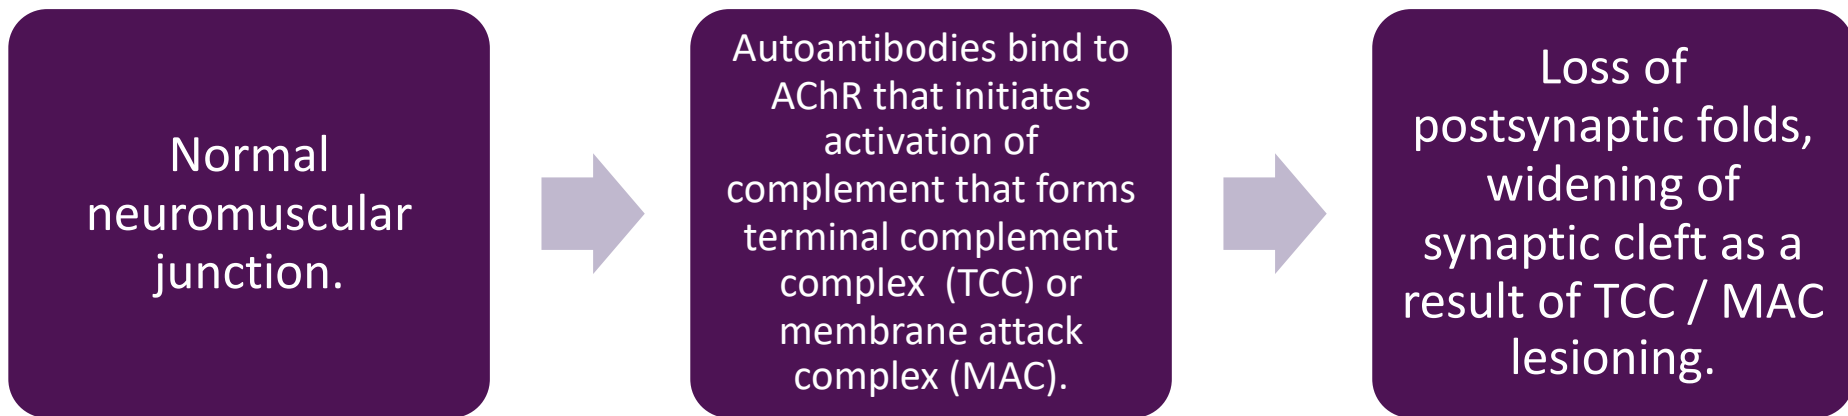 Normal
neuromuscular
junction.
Autoantibodies bind to
AChR that initiates
activation of
complement that forms
terminal complement
complex  (TCC) or
membrane attack
complex (MAC).
Loss of
postsynaptic folds,
widening of
synaptic cleft as a
result of TCC / MAC
lesioning.